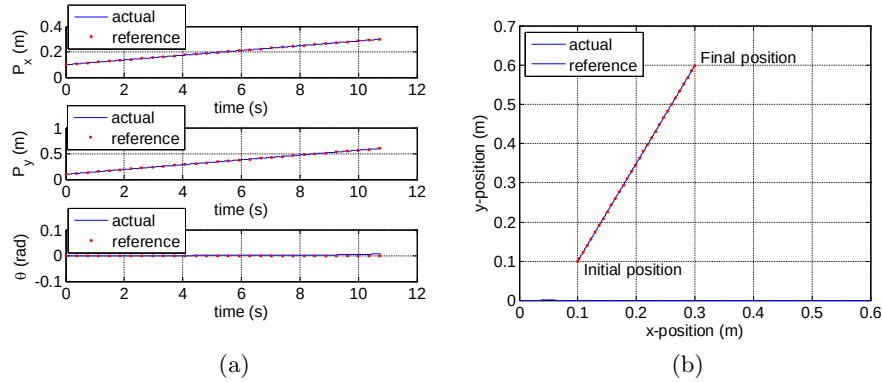 0.4
0.2
0
P_x (m)
actual
reference
0 2 4 6 8 10 12
time (s)
1
0.5
0
P_y (m)
actual
reference
0 2 4 6 8 10 12
time (s)
0.1
0
-0.1
θ (rad)
actual
reference
0 2 4 6 8 10 12
time (s)
(a)
0.7
0.6
0.5
0.4
0.3
0.2
0.1
0
y-position (m)
actual
reference
Final position
Initial position
0.1 0.2 0.3 0.4 0.5 0.6
x-position (m)
(b)